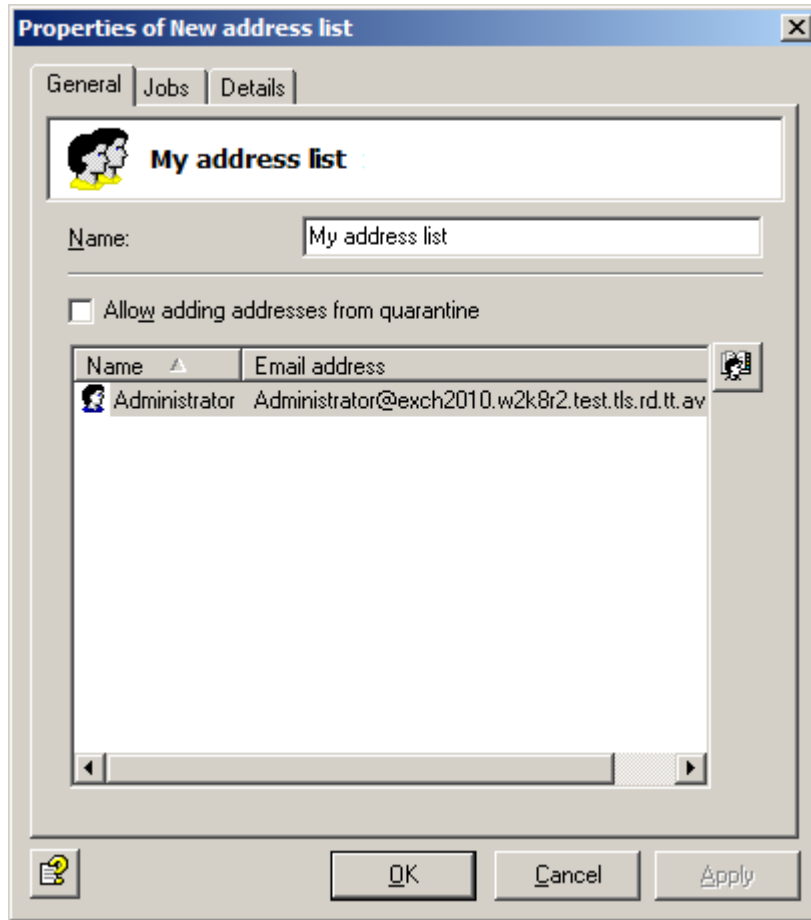 Properties of New address list
General Jobs Details
My address list
Name: My address list
Allow adding addresses from quarantine
Name Email address
Administrator Administrator@exch2010.w2k8r2.test.tls.rd.tt.av
OK Cancel Apply